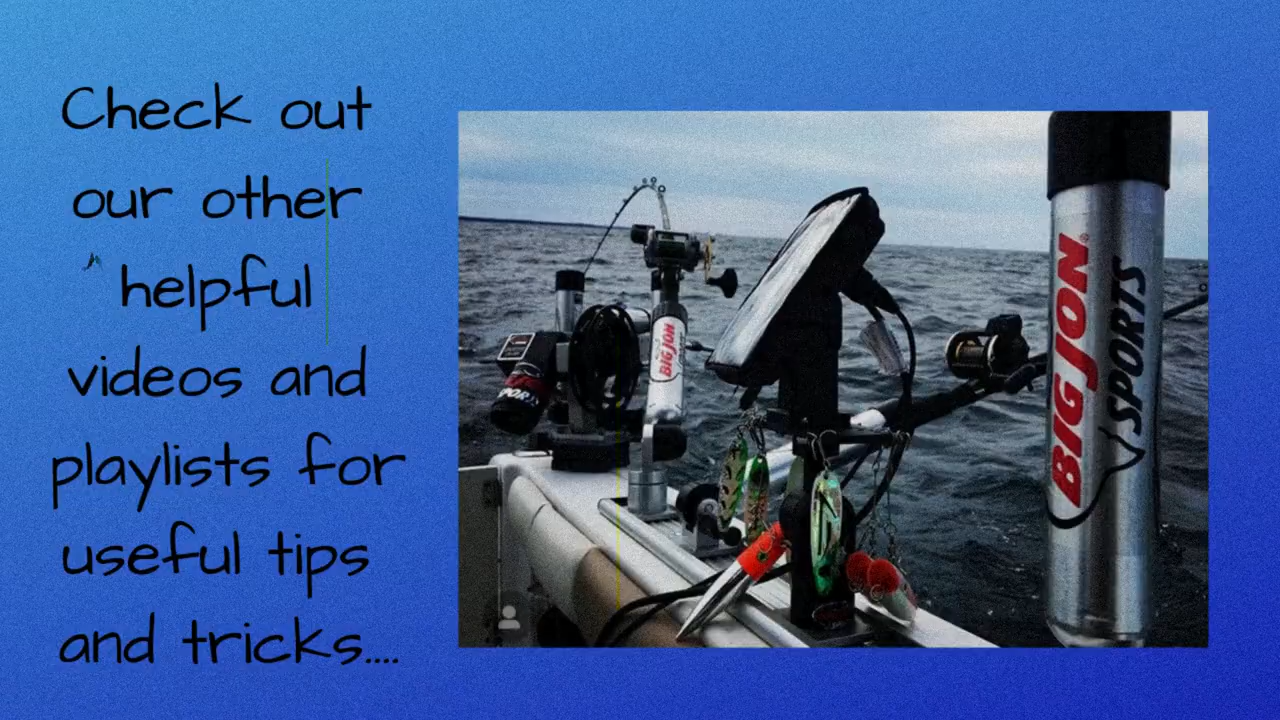 Check out
our other
helpful
videos and
playlists for
useful tips
and tricks....
BIG JON
SPORTS
BIG JON